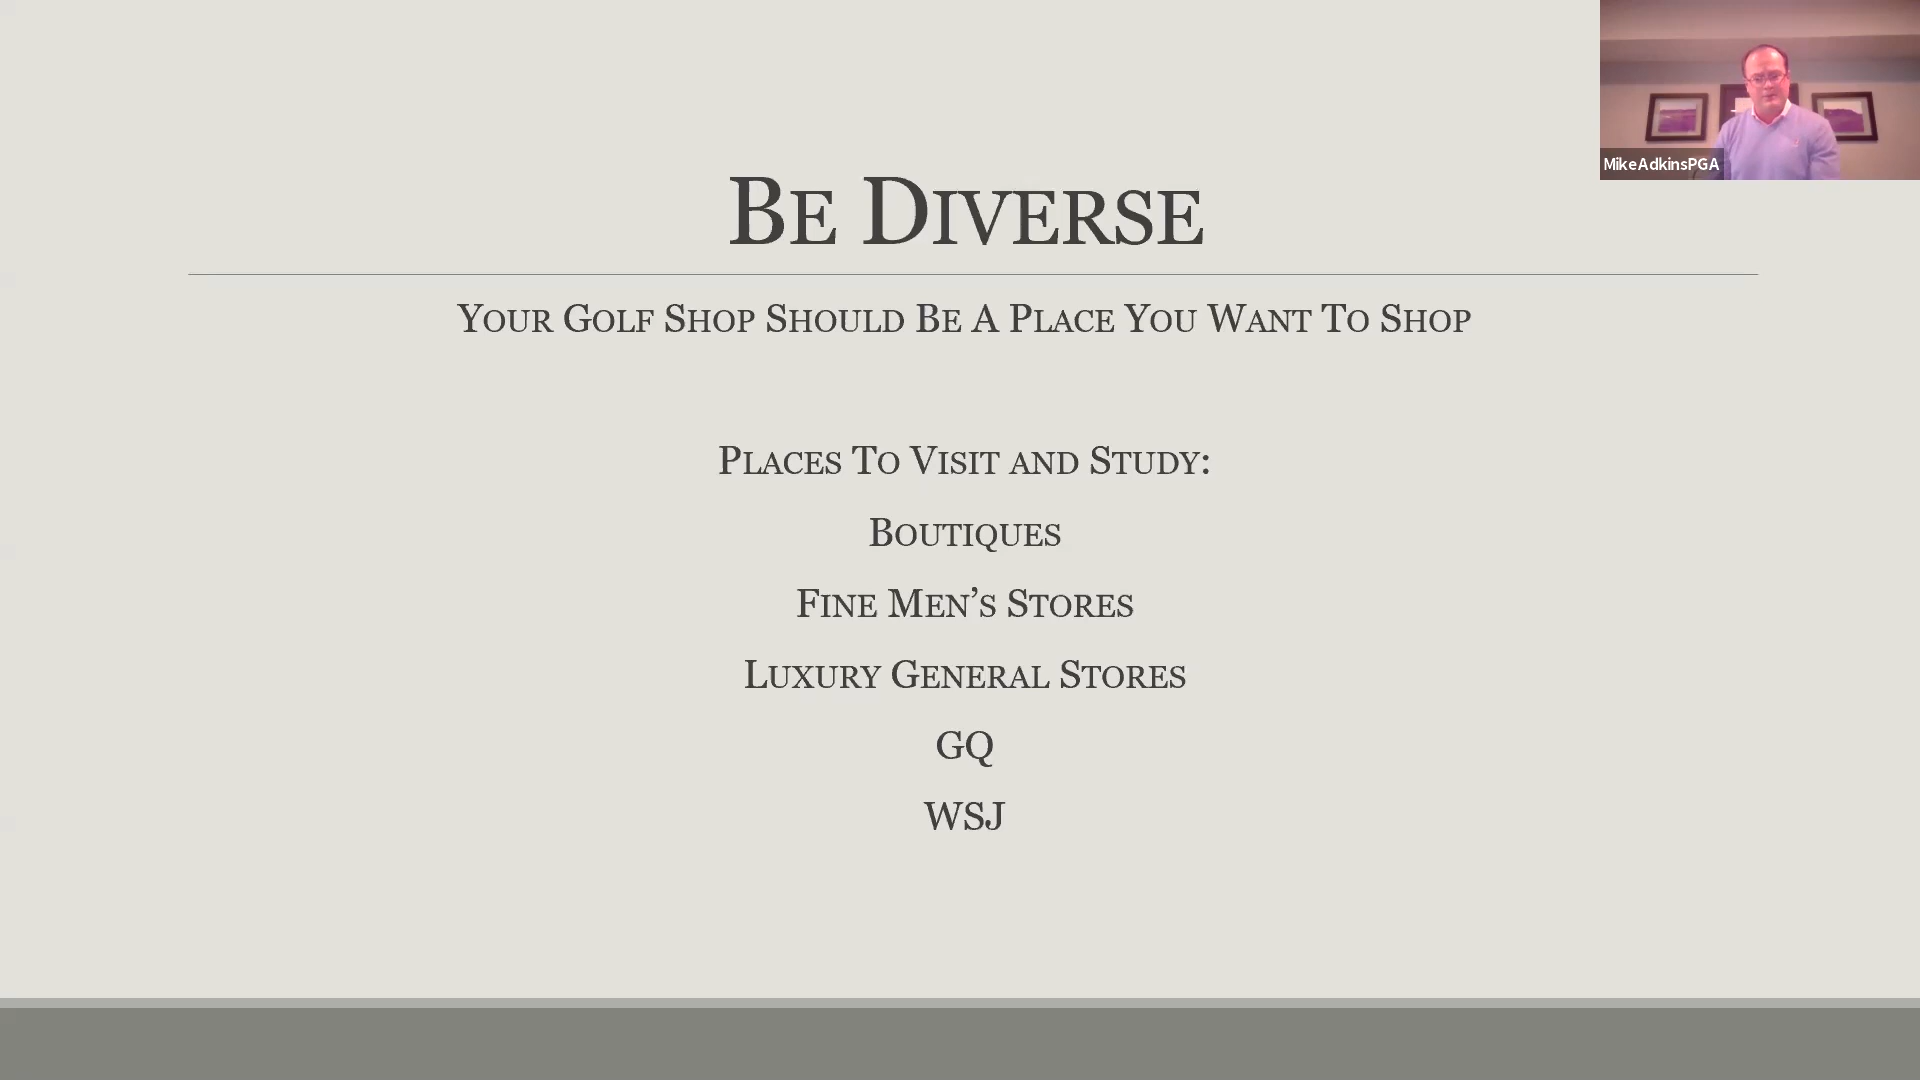 MikeAdkinsPGA
Be Diverse
Your Golf Shop Should Be A Place You Want To Shop
Places To Visit and Study:
Boutiques
Fine Men’s Stores
Luxury General Stores
GQ
WSJ